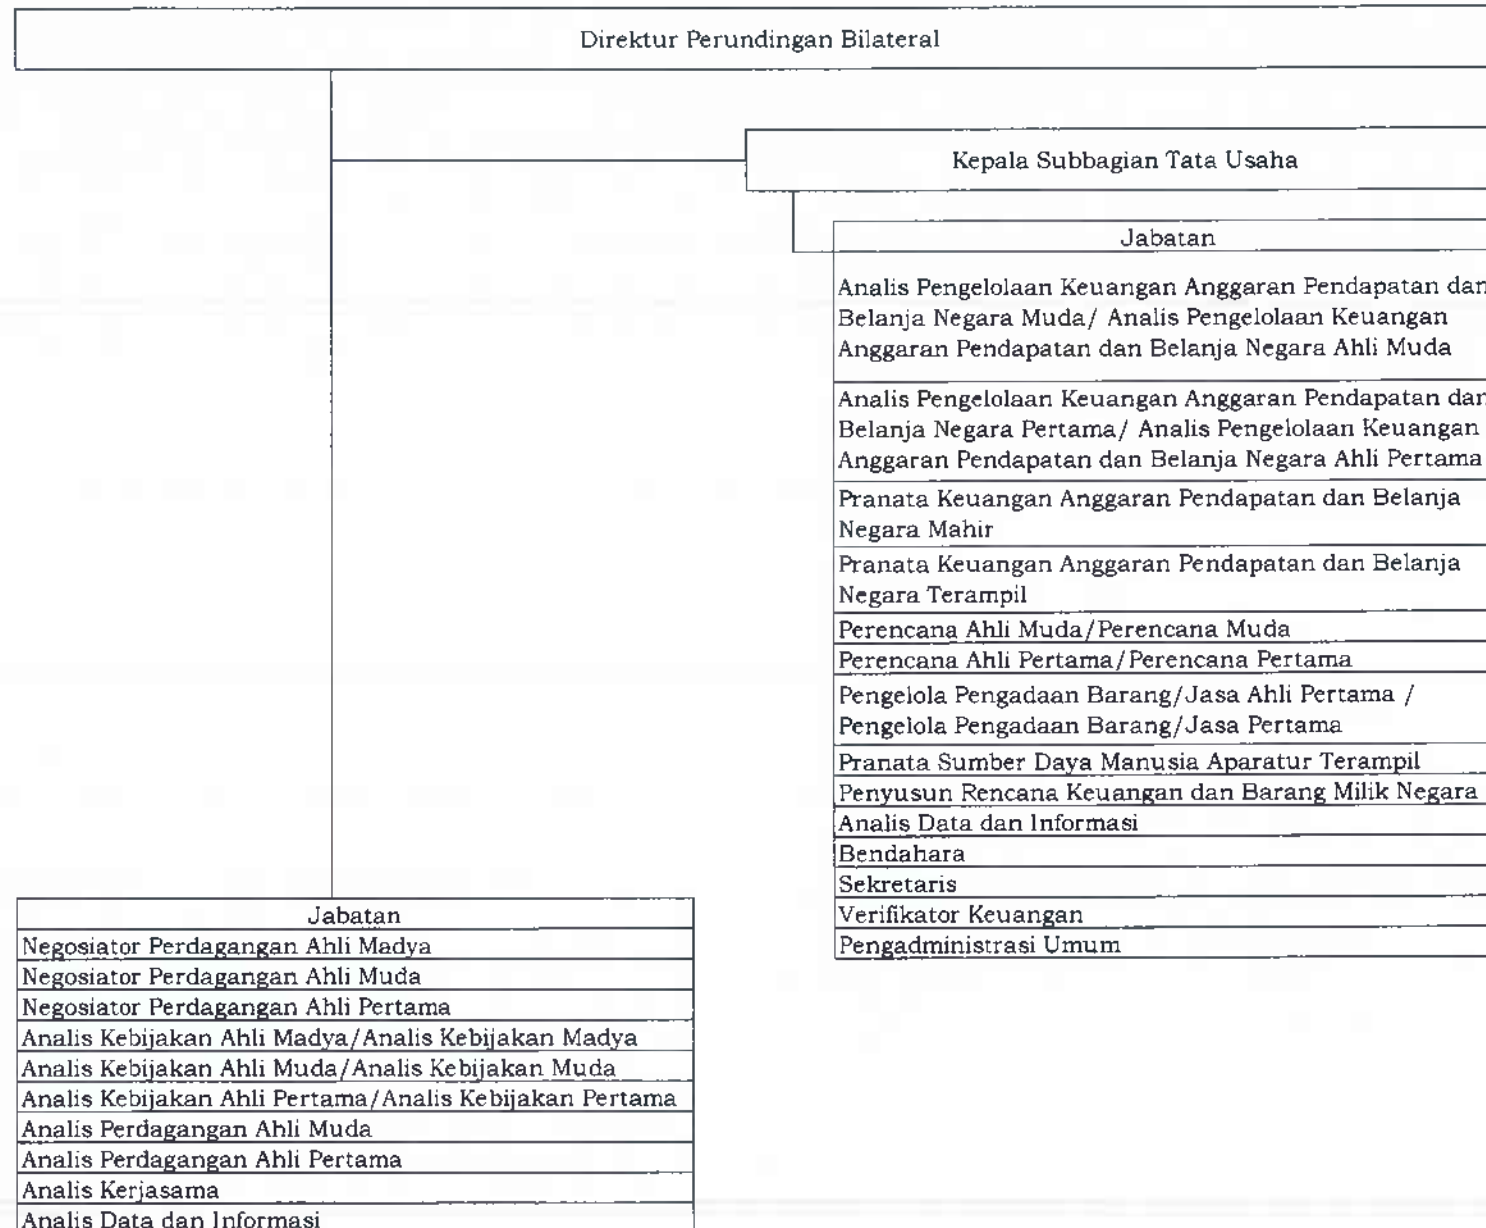 Direktur Perundingan Bilateral
Kepala Subbagian Tata Usaha
Jabatan
Analis Pengelolaan Keuangan Anggaran Pendapatan dan
Belanja Negara Muda/ Analis Pengelolaan Keuangan
Anggaran Pendapatan dan Belanja Negara Ahli Muda
Analis Pengelolaan Keuangan Anggaran Pendapatan dan
Belanja Negara Pertama/ Analis Pengelolaan Keuangan
Anggaran Pendapatan dan Belanja Negara Ahli Pertama
Pranata Keuangan Anggaran Pendapatan dan Belanja
Negara Mahir
Pranata Keuangan Anggaran Pendapatan dan Belanja
Negara Terampil
Perencana Ahli Muda/Perencana Muda
Perencana Ahli Pertama/Perencana Pertama
Pengelola Pengadaan Barang/Jasa Ahli Pertama /
Pengelola Pengadaan Barang/Jasa Pertama
Pranata Sumber Daya Manusia Aparatur Terampil
Penyusun Rencana Keuangan dan Barang Milik Negara
Analis Data dan Informasi
Bendahara
Sekretaris
Verifikator Keuangan
Pengadministrasi Umum
Jabatan
Negosiator Perdagangan Ahli Madya
Negosiator Perdagangan Ahli Muda
Negosiator Perdagangan Ahli Pertama
Analis Kebijakan Ahli Madya/Analis Kebijakan Madya
Analis Kebijakan Ahli Muda/Analis Kebijakan Muda
Analis Kebijakan Ahli Pertama/Analis Kebijakan Pertama
Analis Perdagangan Ahli Muda
Analis Perdagangan Ahli Pertama
Analis Kerjasama
Analis Data dan Informasi